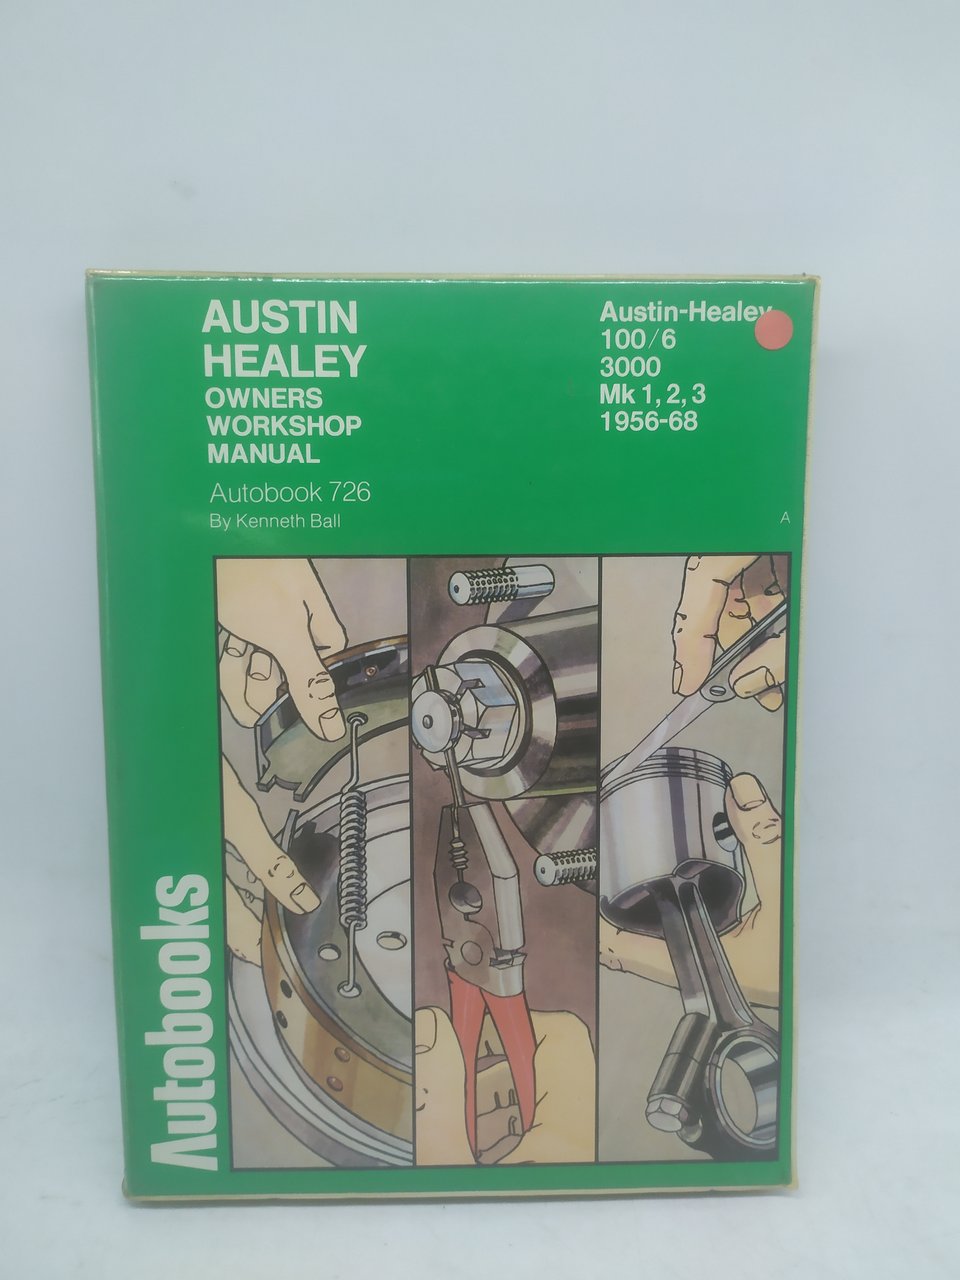 AUSTIN
HEALEY
OWNERS
WORKSHOP
MANUAL
Autobook 726
By Kenneth Ball
Austin-Healey
100/6
3000
Mk 1, 2, 3
1956-68
A
Autobooks